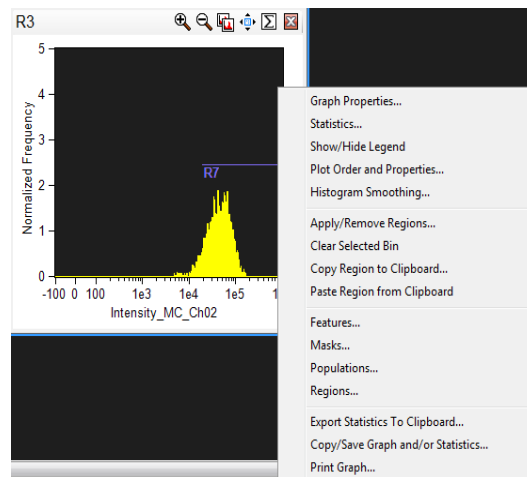 R3
5
4
3
2
1
0
Normalized Frequency
R7
-100 0 100 1e3 1e4 1e5 1
Intensity_MC_Ch02
Graph Properties...
Statistics...
Show/Hide Legend
Plot Order and Properties...
Histogram Smoothing...
Apply/Remove Regions...
Clear Selected Bin
Copy Region to Clipboard...
Paste Region from Clipboard
Features...
Masks...
Populations...
Regions...
Export Statistics To Clipboard...
Copy/Save Graph and/or Statistics...
Print Graph...